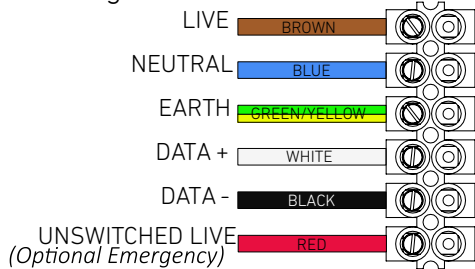 LIVE BROWN
NEUTRAL BLUE
EARTH GREEN/YELLOW
DATA + WHITE
DATA - BLACK
UNSWITCHED LIVE RED
(Optional Emergency)